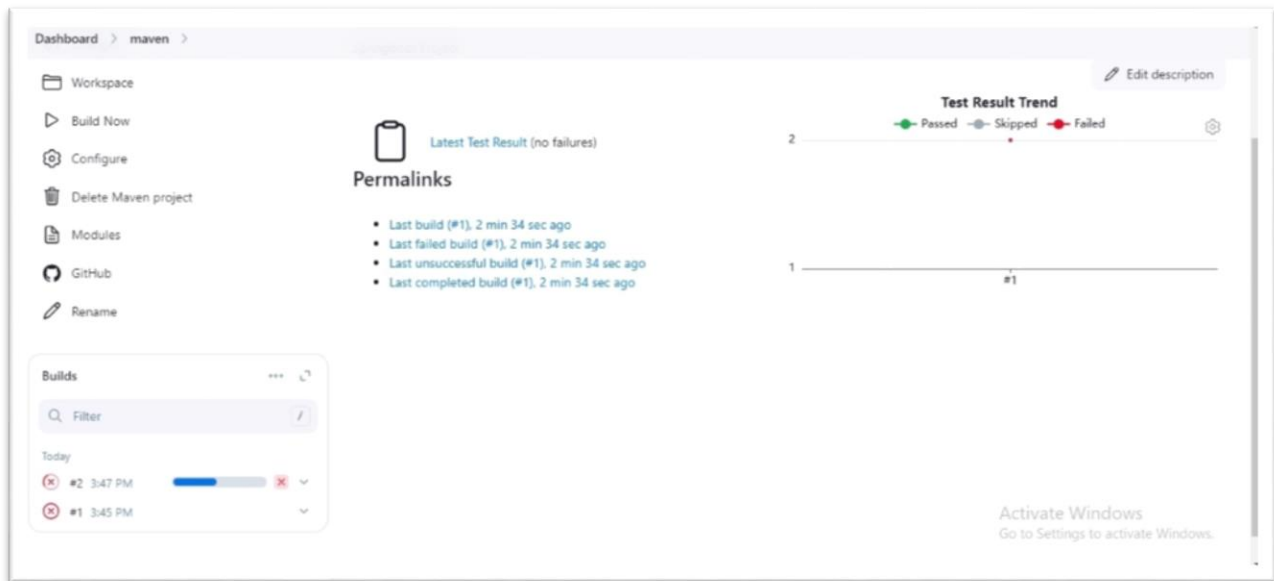 Dashboard > maven >
Workspace
Build Now
Configure
Delete Maven project
Modules
GitHub
Rename
Edit description
Latest Test Result (no failures)
Permalinks
Last build (#1), 2 min 34 sec ago
Last failed build (#1), 2 min 34 sec ago
Last unsuccessful build (#1), 2 min 34 sec ago
Last completed build (#1), 2 min 34 sec ago
Test Result Trend
Passed Skipped Failed
2
1
#1
Builds
Filter /
Today
#2 3:47 PM
#1 3:45 PM
Activate Windows
Go to Settings to activate Windows.